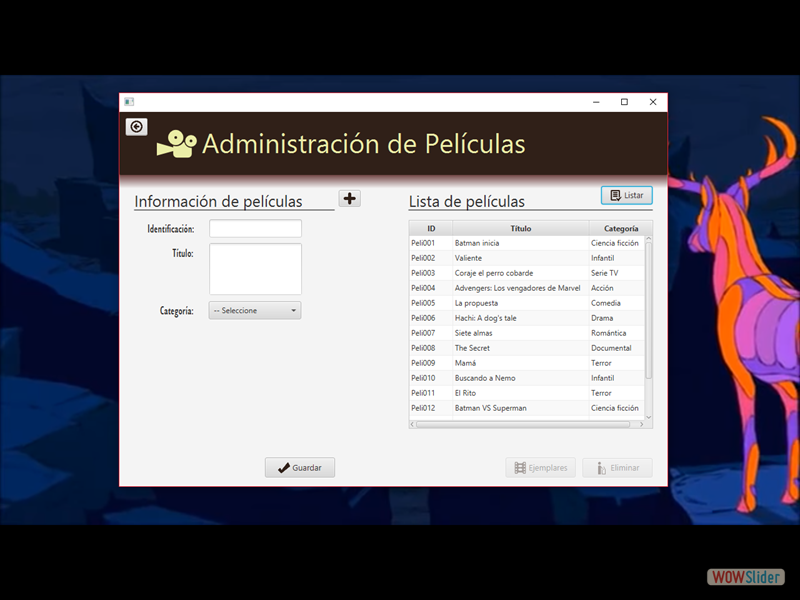 Administración de Películas
Información de películas
Identificación:
Título:
Categoría:
-- Seleccione
Guardar
Lista de películas
Listar
ID Título Categoría
Peli001 Batman inicia Ciencia ficción
Peli002 Valiente Infantil
Peli003 Coraje el perro cobarde Serie TV
Peli004 Advengers: Los vengadores de Marvel Acción
Peli005 La propuesta Comedia
Peli006 Hachi: A dog's tale Drama
Peli007 Siete almas Romántica
Peli008 The Secret Documental
Peli009 Mamá Terror
Peli010 Buscando a Nemo Infantil
Peli011 El Rito Terror
Peli012 Batman VS Superman Ciencia ficción
Ejemplares
Eliminar
WOWSlider